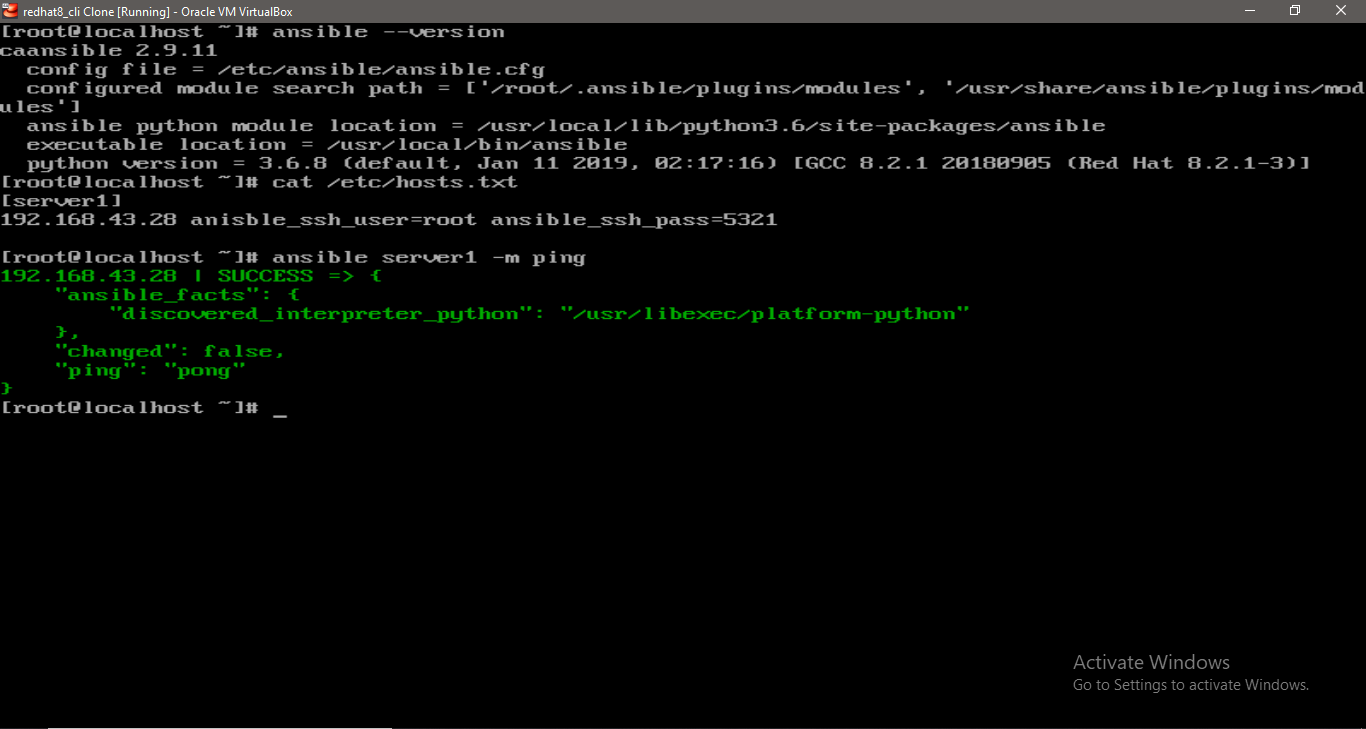 redhat8_cli Clone [Running] - Oracle VM VirtualBox
[root@localhost ~]# ansible --version
caansible 2.9.11
  config file = /etc/ansible/ansible.cfg
  configured module search path = ['/root/.ansible/plugins/modules', '/usr/share/ansible/plugins/mod
ules']
  ansible python module location = /usr/local/lib/python3.6/site-packages/ansible
  executable location = /usr/local/bin/ansible
  python version = 3.6.8 (default, Jan 11 2019, 02:17:16) [GCC 8.2.1 20180905 (Red Hat 8.2.1-3)]
[root@localhost ~]# cat /etc/hosts.txt
[server1]
192.168.43.28 anisble_ssh_user=root ansible_ssh_pass=5321
[root@localhost ~]# ansible server1 -m ping
192.168.43.28 | SUCCESS => {
    "ansible_facts": {
        "discovered_interpreter_python": "/usr/libexec/platform-python"
    },
    "changed": false,
    "ping": "pong"
}
[root@localhost ~]# _
Activate Windows
Go to Settings to activate Windows.